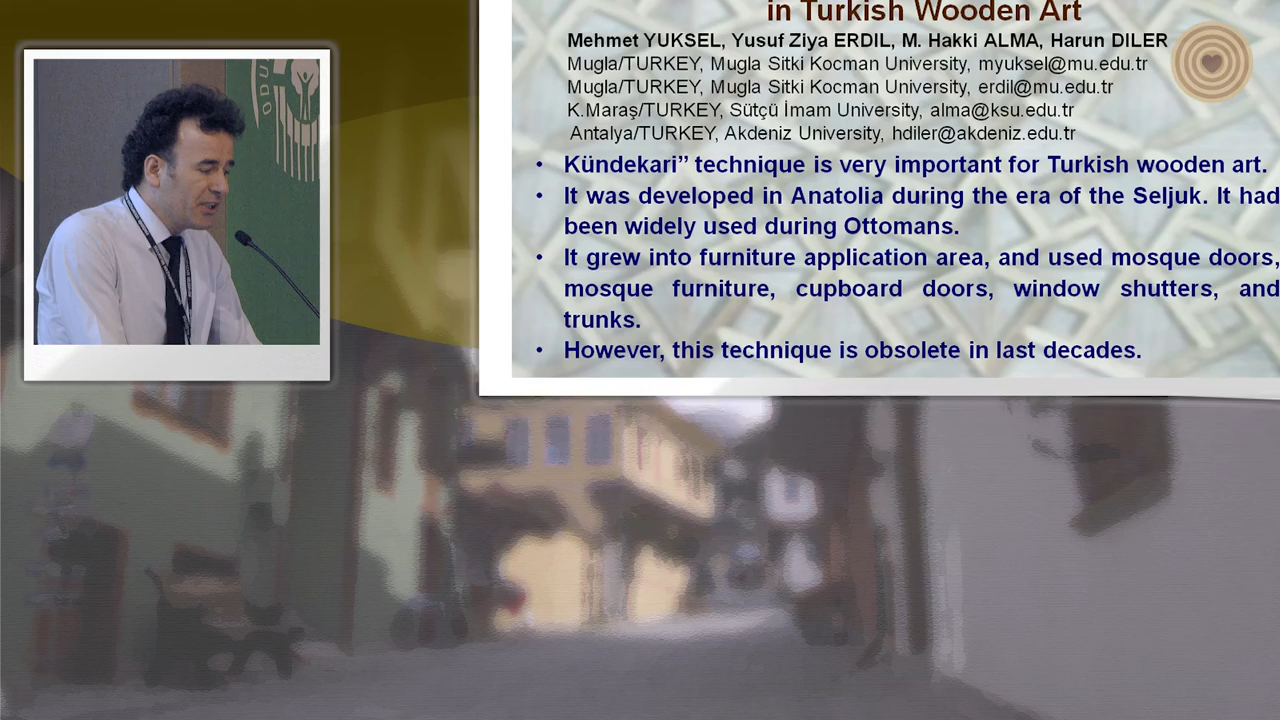 in Turkish Wooden Art
Mehmet YUKSEL, Yusuf Ziya ERDIL, M. Hakki ALMA, Harun DILER
Mugla/TURKEY, Mugla Sitki Kocman University, myuksel@mu.edu.tr
Mugla/TURKEY, Mugla Sitki Kocman University, erdil@mu.edu.tr
K.Maraş/TURKEY, Sütçü İmam University, alma@ksu.edu.tr
Antalya/TURKEY, Akdeniz University, hdiler@akdeniz.edu.tr
• Kündekari” technique is very important for Turkish wooden art.
• It was developed in Anatolia during the era of the Seljuk. It had
been widely used during Ottomans.
• It grew into furniture application area, and used mosque doors,
mosque furniture, cupboard doors, window shutters, and
trunks.
• However, this technique is obsolete in last decades.